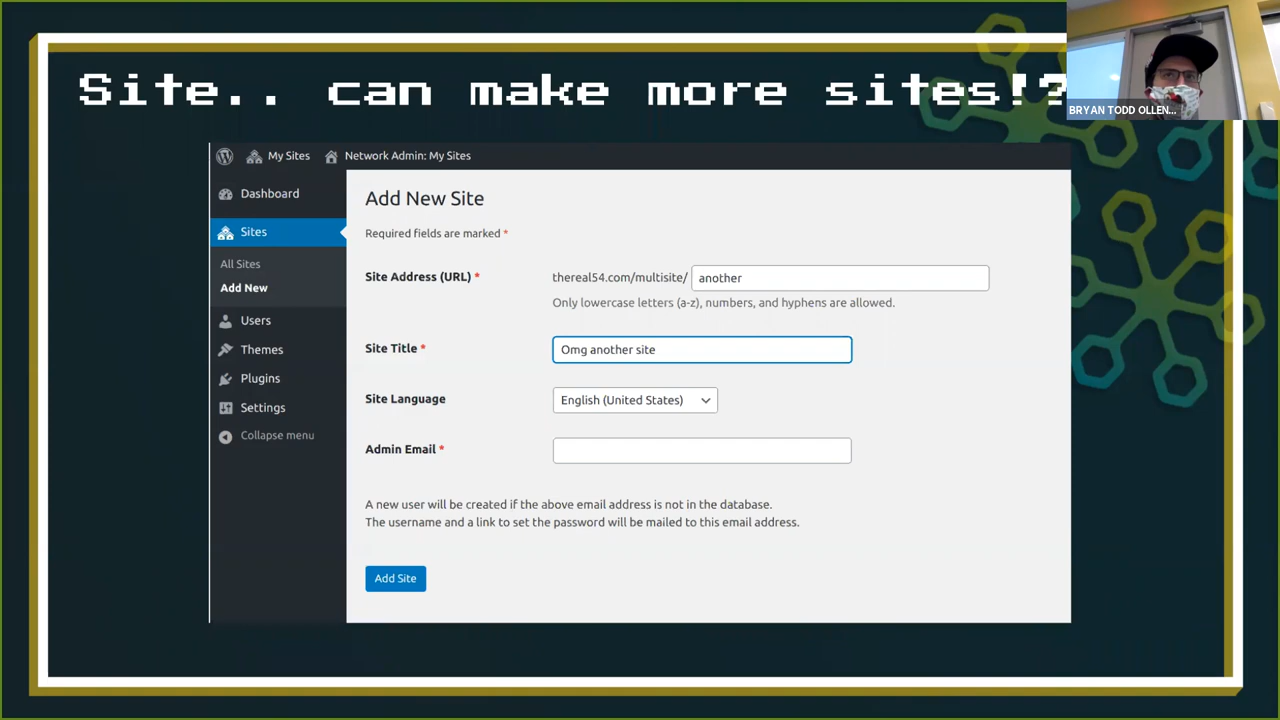 Site.. can make more sites!?
BRYAN TODD OLLEN...
My Sites
Network Admin: My Sites
Dashboard
Sites
All Sites
Add New
Users
Themes
Plugins
Settings
Collapse menu
Add New Site
Required fields are marked *
Site Address (URL) *
thereal54.com/multisite/ another
Only lowercase letters (a-z), numbers, and hyphens are allowed.
Site Title *
Omg another site
Site Language
English (United States)
Admin Email *
A new user will be created if the above email address is not in the database.
The username and a link to set the password will be mailed to this email address.
Add Site